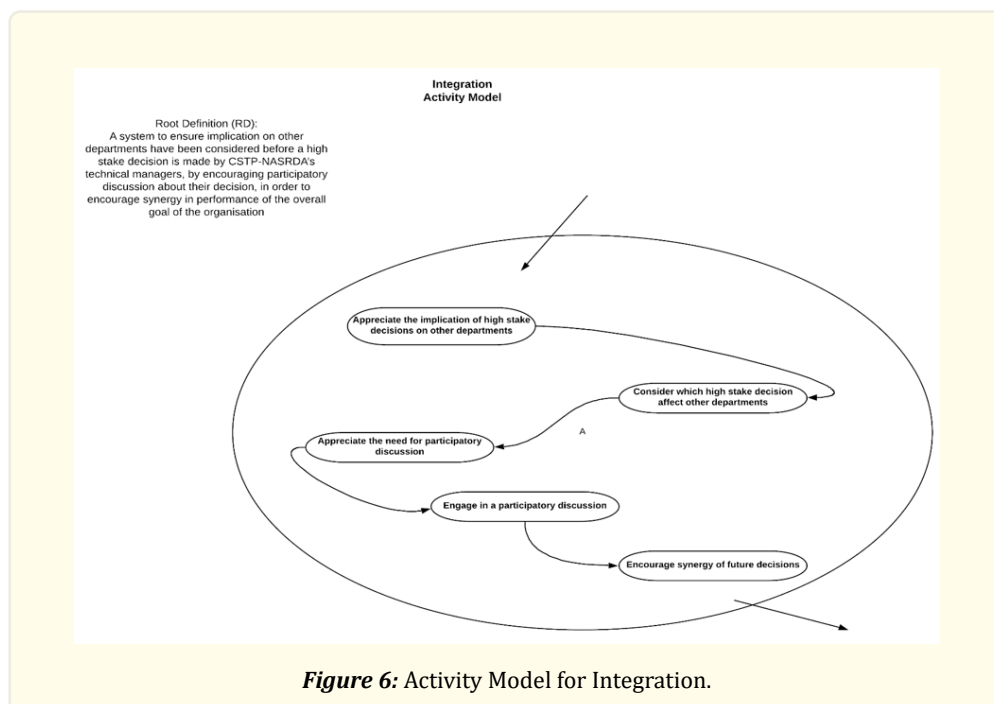 Integration
Activity Model
Root Definition (RD):
A system to ensure implication on other
departments have been considered before a high
stake decision is made by CSTP-NASRDA's
technical managers, by encouraging participatory
discussion about their decision, in order to
encourage synergy in performance of the overall
goal of the organisation
Appreciate the implication of high stake
decisions on other departments
Consider which high stake decision
affect other departments
A
Appreciate the need for participatory
discussion
Engage in a participatory discussion
Encourage synergy of future decisions
Figure 6: Activity Model for Integration.